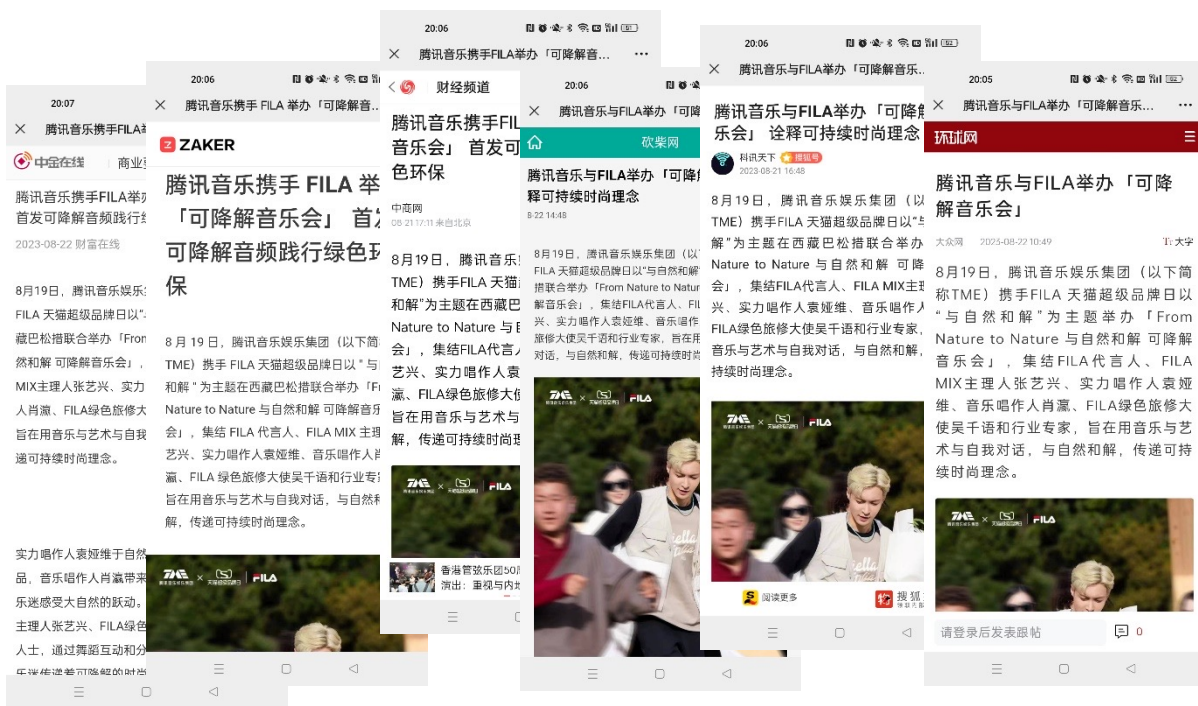 20:07
腾讯音乐携手FILA举
中金在线
商业
腾讯音乐携手FILA举办
首发可降解音频践行绿
2023-08-22 财富在线
8月19日，腾讯音乐娱乐
FILA 天猫超级品牌日以“
藏巴松措联合举办「From
然和解 可降解音乐会」，
MIX主理人张艺兴、实力
人肖瀛、FILA绿色旅修大
旨在用音乐与艺术与自我
递可持续时尚理念。
实力唱作人袁娅维于自然
品，音乐唱作人肖瀛带来
乐迷感受大自然的跃动。
主理人张艺兴、FILA绿色
人士，通过舞蹈互动和分
乐迷传递着可降解的时尚
20:06
腾讯音乐携手 FILA 举办「可降解音...
ZAKER
腾讯音乐携手 FILA 举
「可降解音乐会」 首发
可降解音频践行绿色环
保
8 月 19 日，腾讯音乐娱乐集团（以下简
TME）携手 FILA 天猫超级品牌日以 " 与
和解 " 为主题在西藏巴松措联合举办「Fr
Nature to Nature 与自然和解 可降解音乐
会」，集结 FILA 代言人、FILA MIX 主理
艺兴、实力唱作人袁娅维、音乐唱作人肖
瀛、FILA 绿色旅修大使吴千语和行业专
旨在用音乐与艺术与自我对话，与自然和
解，传递可持续时尚理念。
TME × FILA
20:06
腾讯音乐携手FILA举办「可降解音...
财经频道
腾讯音乐携手FIL
音乐会」 首发可
色环保
中商网
08-21 17:11 来自北京
8月19日，腾讯音乐
TME）携手FILA 天猫
和解”为主题在西藏巴
Nature to Nature 与
会」，集结FILA代言
艺兴、实力唱作人袁
瀛、FILA绿色旅修大使
旨在用音乐与艺术与
解，传递可持续时尚理
TME × FILA
香港管弦乐团50周
演出：重视与内地
20:06
腾讯音乐与FILA举办「可降
砍柴网
腾讯音乐与FILA举办「可降
释可持续时尚理念
8-22 14:48
8月19日，腾讯音乐娱乐集团（以
FILA 天猫超级品牌日以“与自然和解
措联合举办「From Nature to Natur
解音乐会」，集结FILA代言人、FIL
兴、实力唱作人袁娅维、音乐唱作
旅修大使吴千语和行业专家，旨在用
对话，与自然和解，传递可持续时尚
TME × FILA
20:06
腾讯音乐与FILA举办「可降解音乐...
腾讯音乐与FILA举办「可降
乐会」 诠释可持续时尚理念
科讯天下 搜狐号
2023-08-21 16:48
8月19日，腾讯音乐娱乐集团（以
TME）携手FILA 天猫超级品牌日以“与
解”为主题在西藏巴松措联合举办
Nature to Nature 与自然和解 可降
会」，集结FILA代言人、FILA MIX主
兴、实力唱作人袁娅维、音乐唱作人
FILA绿色旅修大使吴千语和行业专家，
音乐与艺术与自我对话，与自然和解，
持续时尚理念。
TME × FILA
阅读更多
搜狐
20:05
腾讯音乐与FILA举办「可降解音乐...
环球网
腾讯音乐与FILA举办「可降
解音乐会」
大众网 2023-08-22 10:49
大字
8月19日，腾讯音乐娱乐集团（以下简
称TME）携手FILA 天猫超级品牌日以
“与自然和解”为主题举办「From
Nature to Nature 与自然和解 可降解
音乐会」，集结FILA代言人、FILA
MIX主理人张艺兴、实力唱作人袁娅
维、音乐唱作人肖瀛、FILA绿色旅修大
使吴千语和行业专家，旨在用音乐与艺
术与自我对话，与自然和解，传递可持
续时尚理念。
TME × FILA
请登录后发表跟帖
0